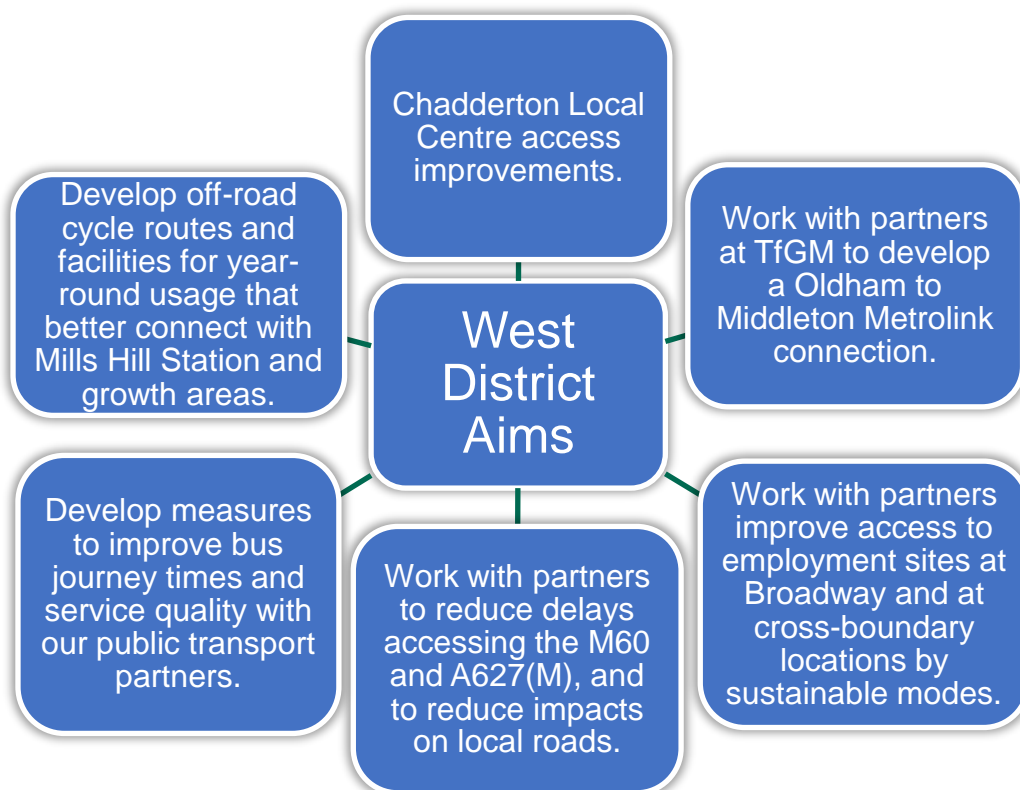 Chadderton Local
Centre access
improvements.
Work with partners
at TfGM to develop
a Oldham to
Middleton Metrolink
connection.
Work with partners
improve access to
employment sites at
Broadway and at
cross-boundary
locations by
sustainable modes.
Work with partners
to reduce delays
accessing the M60
and A627(M), and
to reduce impacts
on local roads.
Develop measures
to improve bus
journey times and
service quality with
our public transport
partners.
Develop off-road
cycle routes and
facilities for year-
round usage that
better connect with
Mills Hill Station and
growth areas.
West
District
Aims